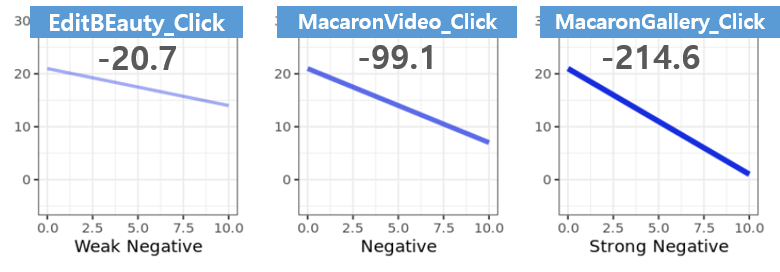 EditBEauty_Click
-20.7
30
20
10
0
0.0 2.5 5.0 7.5 10.0
Weak Negative
MacaronVideo_Click
-99.1
3
20
10
0
0.0 2.5 5.0 7.5 10.0
Negative
MacaronGallery_Click
-214.6
3
20
10
0
0.0 2.5 5.0 7.5 10.0
Strong Negative